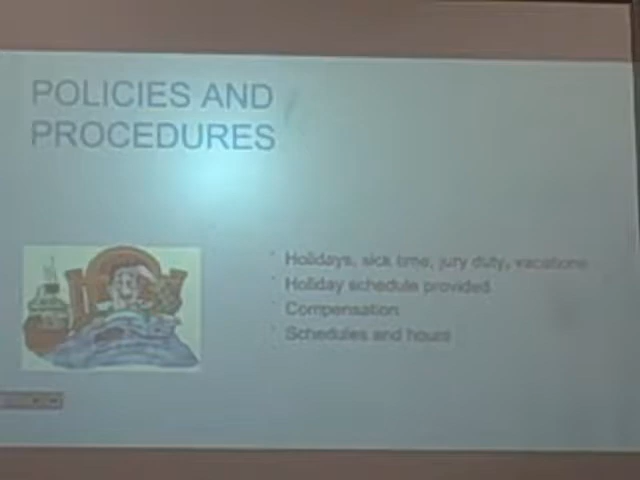 POLICIES AND
PROCEDURES
Holidays, sick time, jury duty, vacations
Holiday schedule provided
Compensation
Schedules and hours